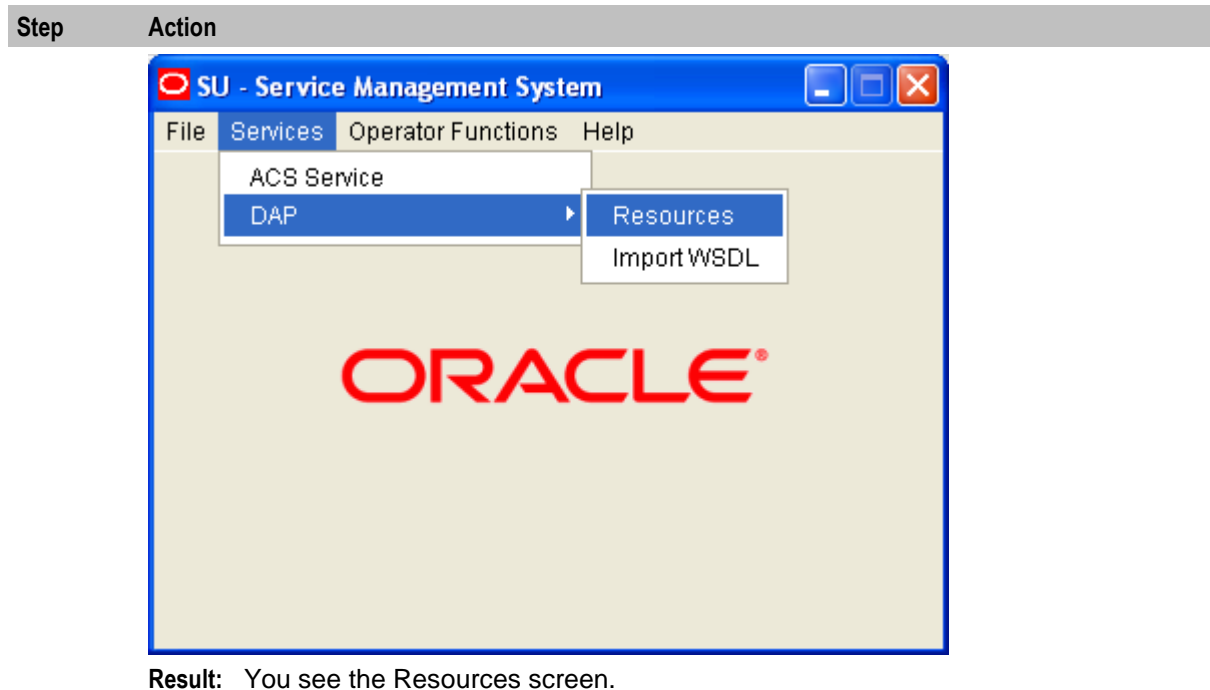 Step Action
SU - Service Management System
File Services Operator Functions Help
ACS Service
DAP Resources
Import WSDL
ORACLE®
Result: You see the Resources screen.